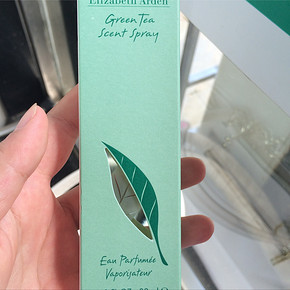 Elizabeth Arden
Green Tea
Scent Spray
Eau Parfumée
Vaporisateur